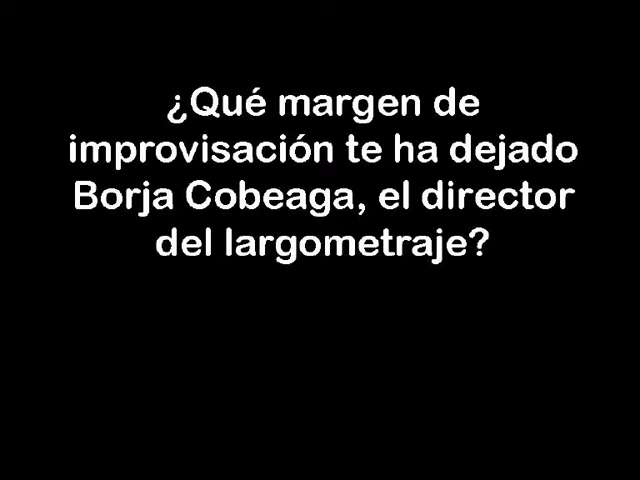 ¿Qué margen de
improvisación te ha dejado
Borja Cobeaga, el director
del largometraje?